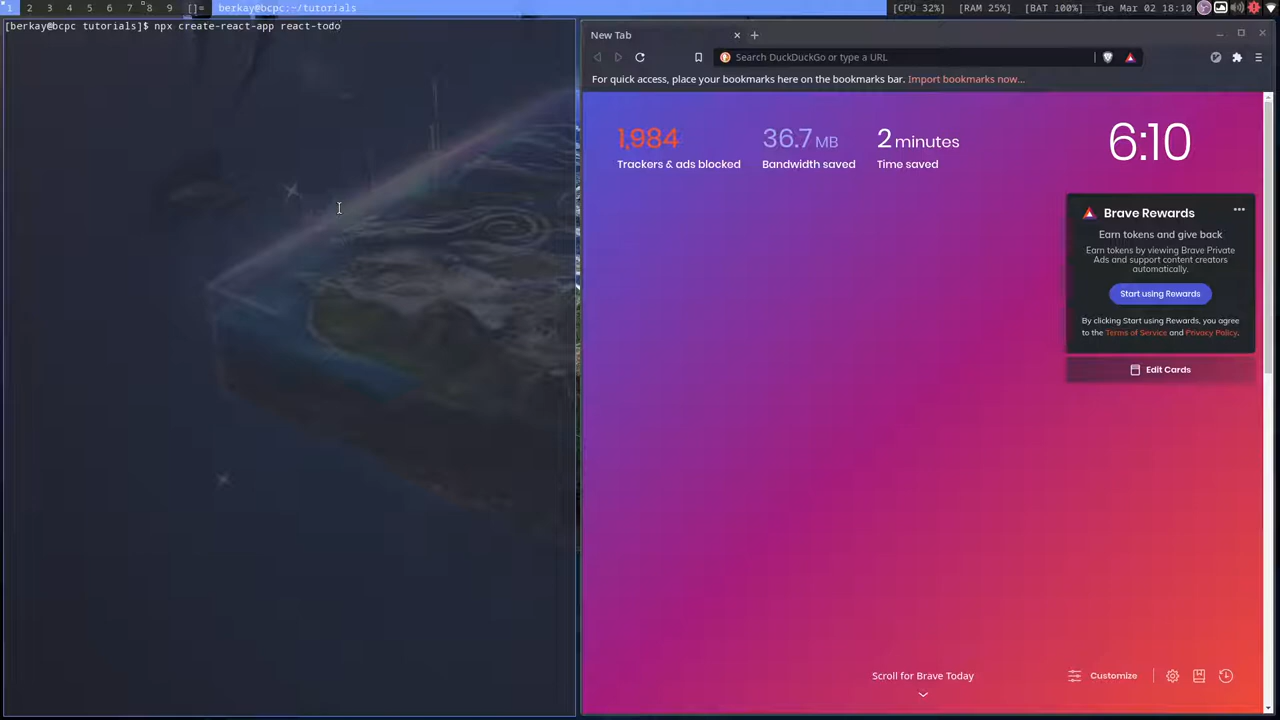 1 2 3 4 5 6 7 8 9 []= berkay@bcpc:~/tutorials [CPU 32%] [RAM 25%] [BAT 100%] Tue Mar 02 18:10
[berkay@bcpc tutorials]$ npx create-react-app react-todo
New Tab
Search DuckDuckGo or type a URL
For quick access, place your bookmarks here on the bookmarks bar. Import bookmarks now...
1,984
Trackers & ads blocked
36.7 MB
Bandwidth saved
2 minutes
Time saved
6:10
Brave Rewards
Earn tokens and give back
Earn tokens by viewing Brave Private
Ads and support content creators
automatically.
Start using Rewards
By clicking Start using Rewards, you agree
to the Terms of Service and Privacy Policy.
Edit Cards
Scroll for Brave Today
Customize